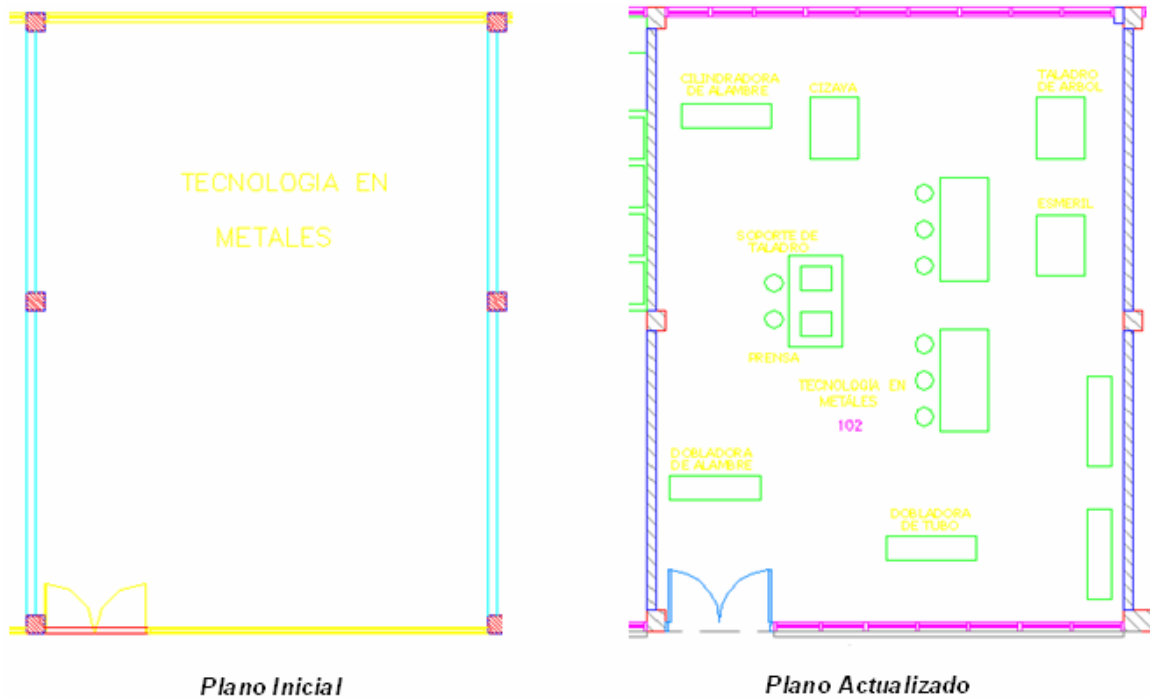 TECNOLOGIA EN
METALES
Plano Inicial
CILINDRADORA
DE ALAMBRE
CIZAYA
TALADRO
DE ARBOL
ESMERIL
SOPORTE DE
TALADRO
PRENSA
TECNOLOGIA EN
METALES
102
DOBLADORA
DE ALAMBRE
DOBLADORA
DE TUBO
Plano Actualizado